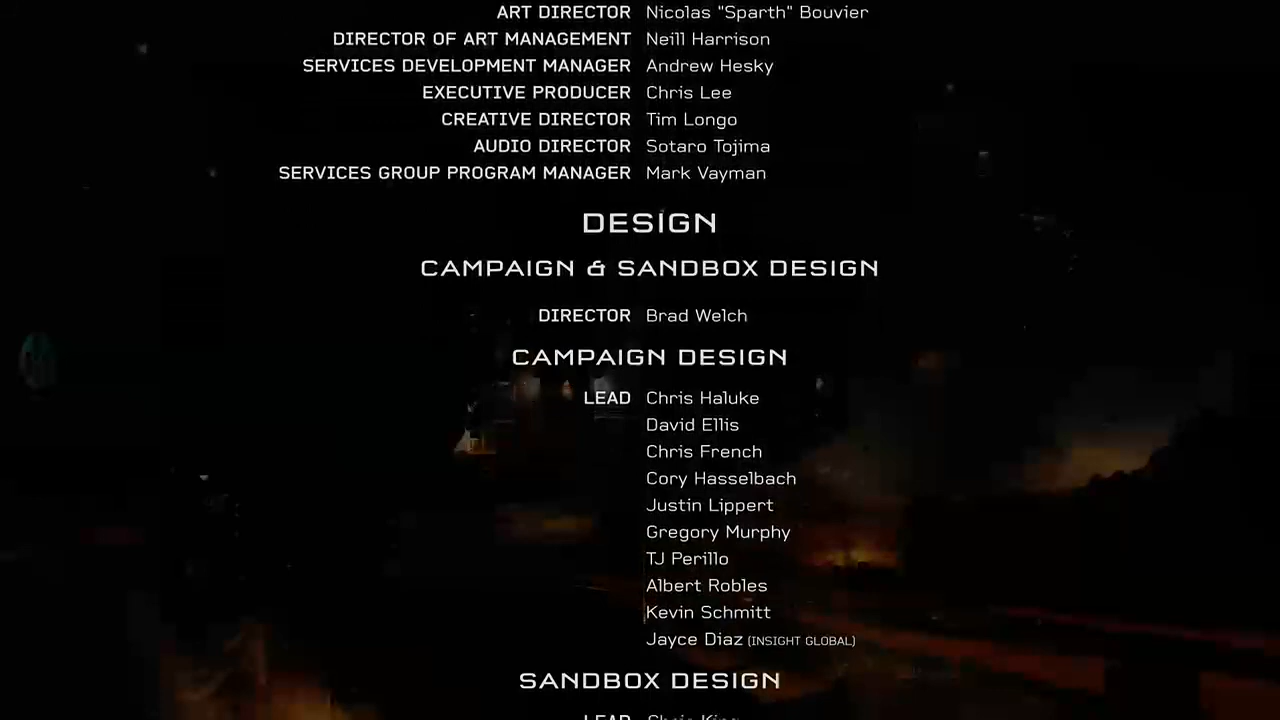 ART DIRECTOR Nicolas "Sparth" Bouvier
DIRECTOR OF ART MANAGEMENT Neill Harrison
SERVICES DEVELOPMENT MANAGER Andrew Hesky
EXECUTIVE PRODUCER Chris Lee
CREATIVE DIRECTOR Tim Longo
AUDIO DIRECTOR Sotaro Tojima
SERVICES GROUP PROGRAM MANAGER Mark Vayman
DESIGN
CAMPAIGN & SANDBOX DESIGN
DIRECTOR Brad Welch
CAMPAIGN DESIGN
LEAD Chris Haluke
David Ellis
Chris French
Cory Hasselbach
Justin Lippert
Gregory Murphy
TJ Perillo
Albert Robles
Kevin Schmitt
Jayce Diaz (INSIGHT GLOBAL)
SANDBOX DESIGN
LEAD Chris King